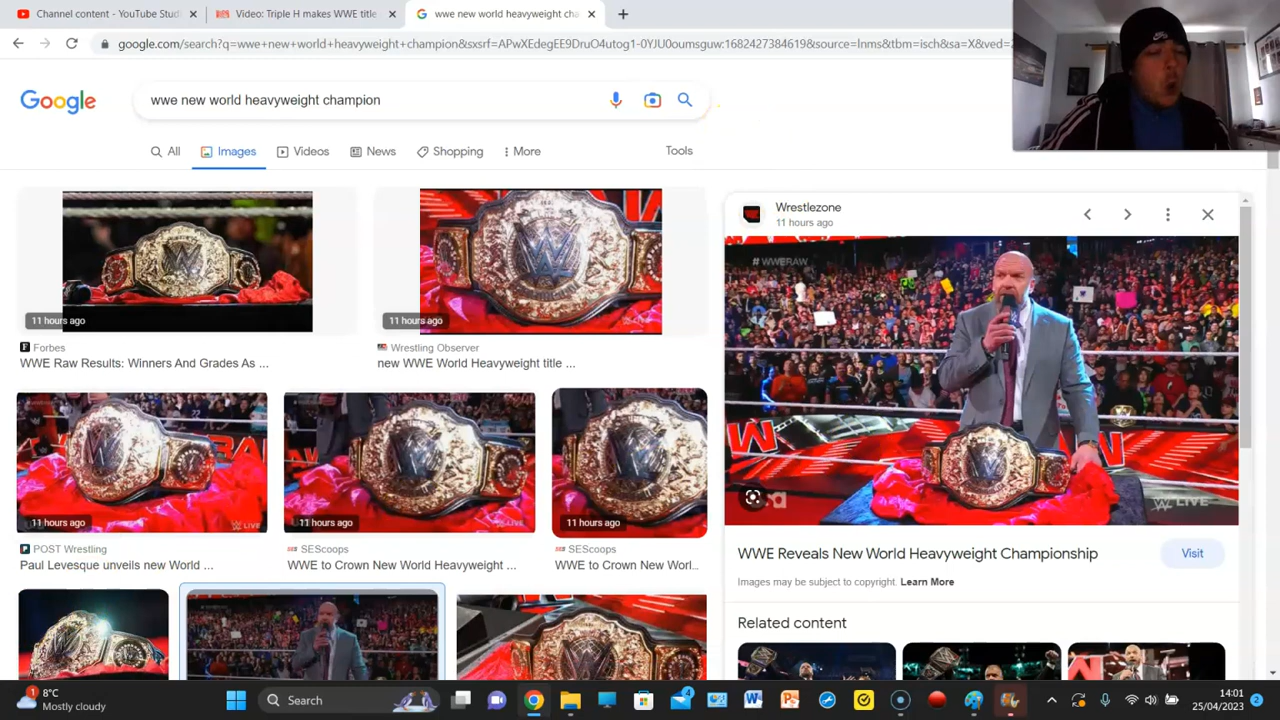 Channel content - YouTube Stud
Video: Triple H makes WWE title
wwe new world heavyweight cha
google.com/search?q=wwe+new+world+heavyweight+champion&sxsrf=APwXEdegEE9DruO4utog1-0YJU0oumsguw:1682427384619&source=lnms&tbm=isch&sa=X&ved=2
Google
wwe new world heavyweight champion
All
Images
Videos
News
Shopping
More
Tools
11 hours ago
11 hours ago
Forbes
WWE Raw Results: Winners And Grades As ...
Wrestling Observer
new WWE World Heavyweight title ...
11 hours ago
11 hours ago
11 hours ago
POST Wrestling
Paul Levesque unveils new World ...
SEScoops
WWE to Crown New World Heavyweight ...
SEScoops
WWE to Crown New Worl...
Wrestlezone
11 hours ago
#WWERAW
LIVE
WWE Reveals New World Heavyweight Championship
Visit
Images may be subject to copyright. Learn More
Related content
1
8°C
Mostly cloudy
Search
4
14:01
25/04/2023
2